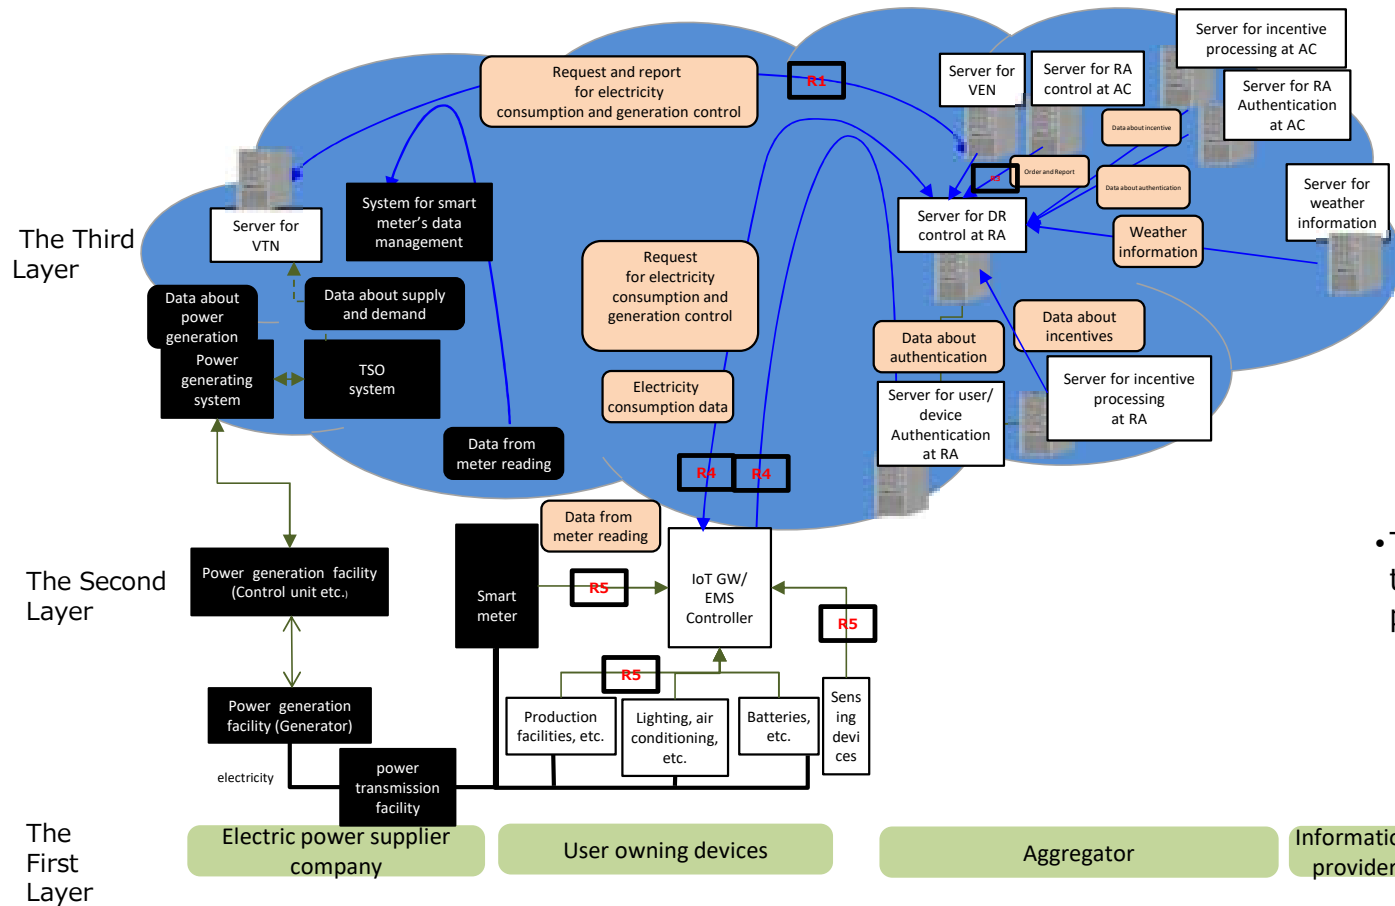 Server for incentive
processing at AC
Server for
VEN
Server for RA
control at AC
Server for RA
Authentication
at AC
Request and report
for electricity
consumption and generation control
R1
Data about incentive
Order and Report
Data about authentication
Server for
weather
information
System for smart
meter's data
management
Server for
VTN
Server for DR
control at RA
Weather
information
The Third
Layer
Request
for electricity
consumption and
generation control
Data about
power
generation
Data about supply
and demand
Data about
authentication
Data about
incentives
Power
generating
system
TSO
system
Electricity
consumption data
Server for user/
device
Authentication
at RA
Server for incentive
processing
at RA
Data from
meter reading
R4
R4
Data from
meter reading
The Second
Layer
Power generation facility
(Control unit etc.)
Smart
meter
R5
IoT GW/
EMS
Controller
R5
R5
Power generation
facility (Generator)
Production
facilities, etc.
Lighting, air
conditioning,
etc.
Batteries,
etc.
Sens
ing
devi
ces
electricity
power
transmission
facility
The
First
Layer
Electric power supplier
company
User owning devices
Aggregator
Informatic
provider
•T
t
p